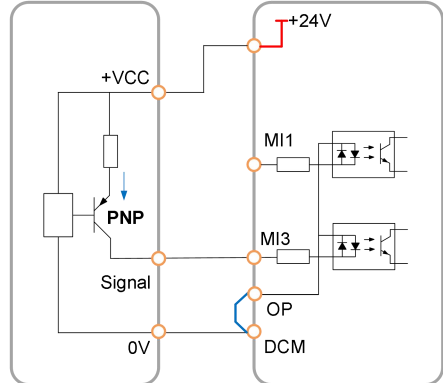 +24V
+VCC
MI1
PNP
MI3
Signal
OP
0V
DCM